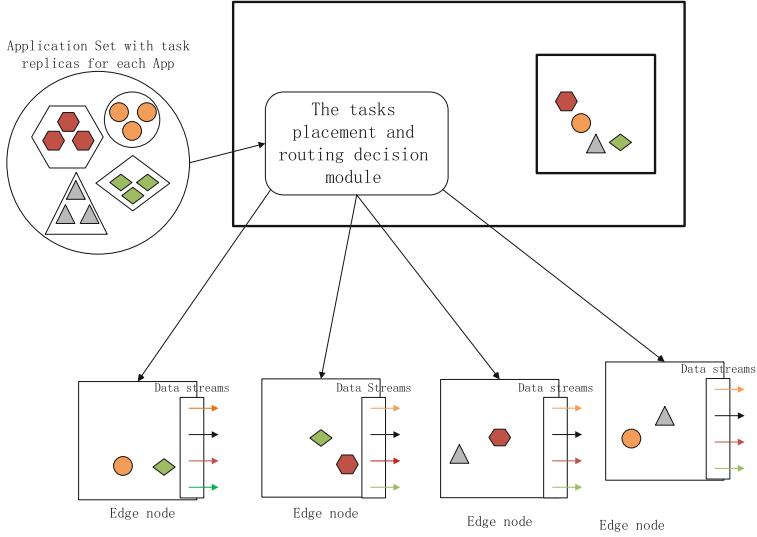 Application Set with task
replicas for each App
The tasks
placement and
routing decision
module
Data streams
Data Streams
Data streams
Data streams
Edge node
Edge node
Edge node
Edge node